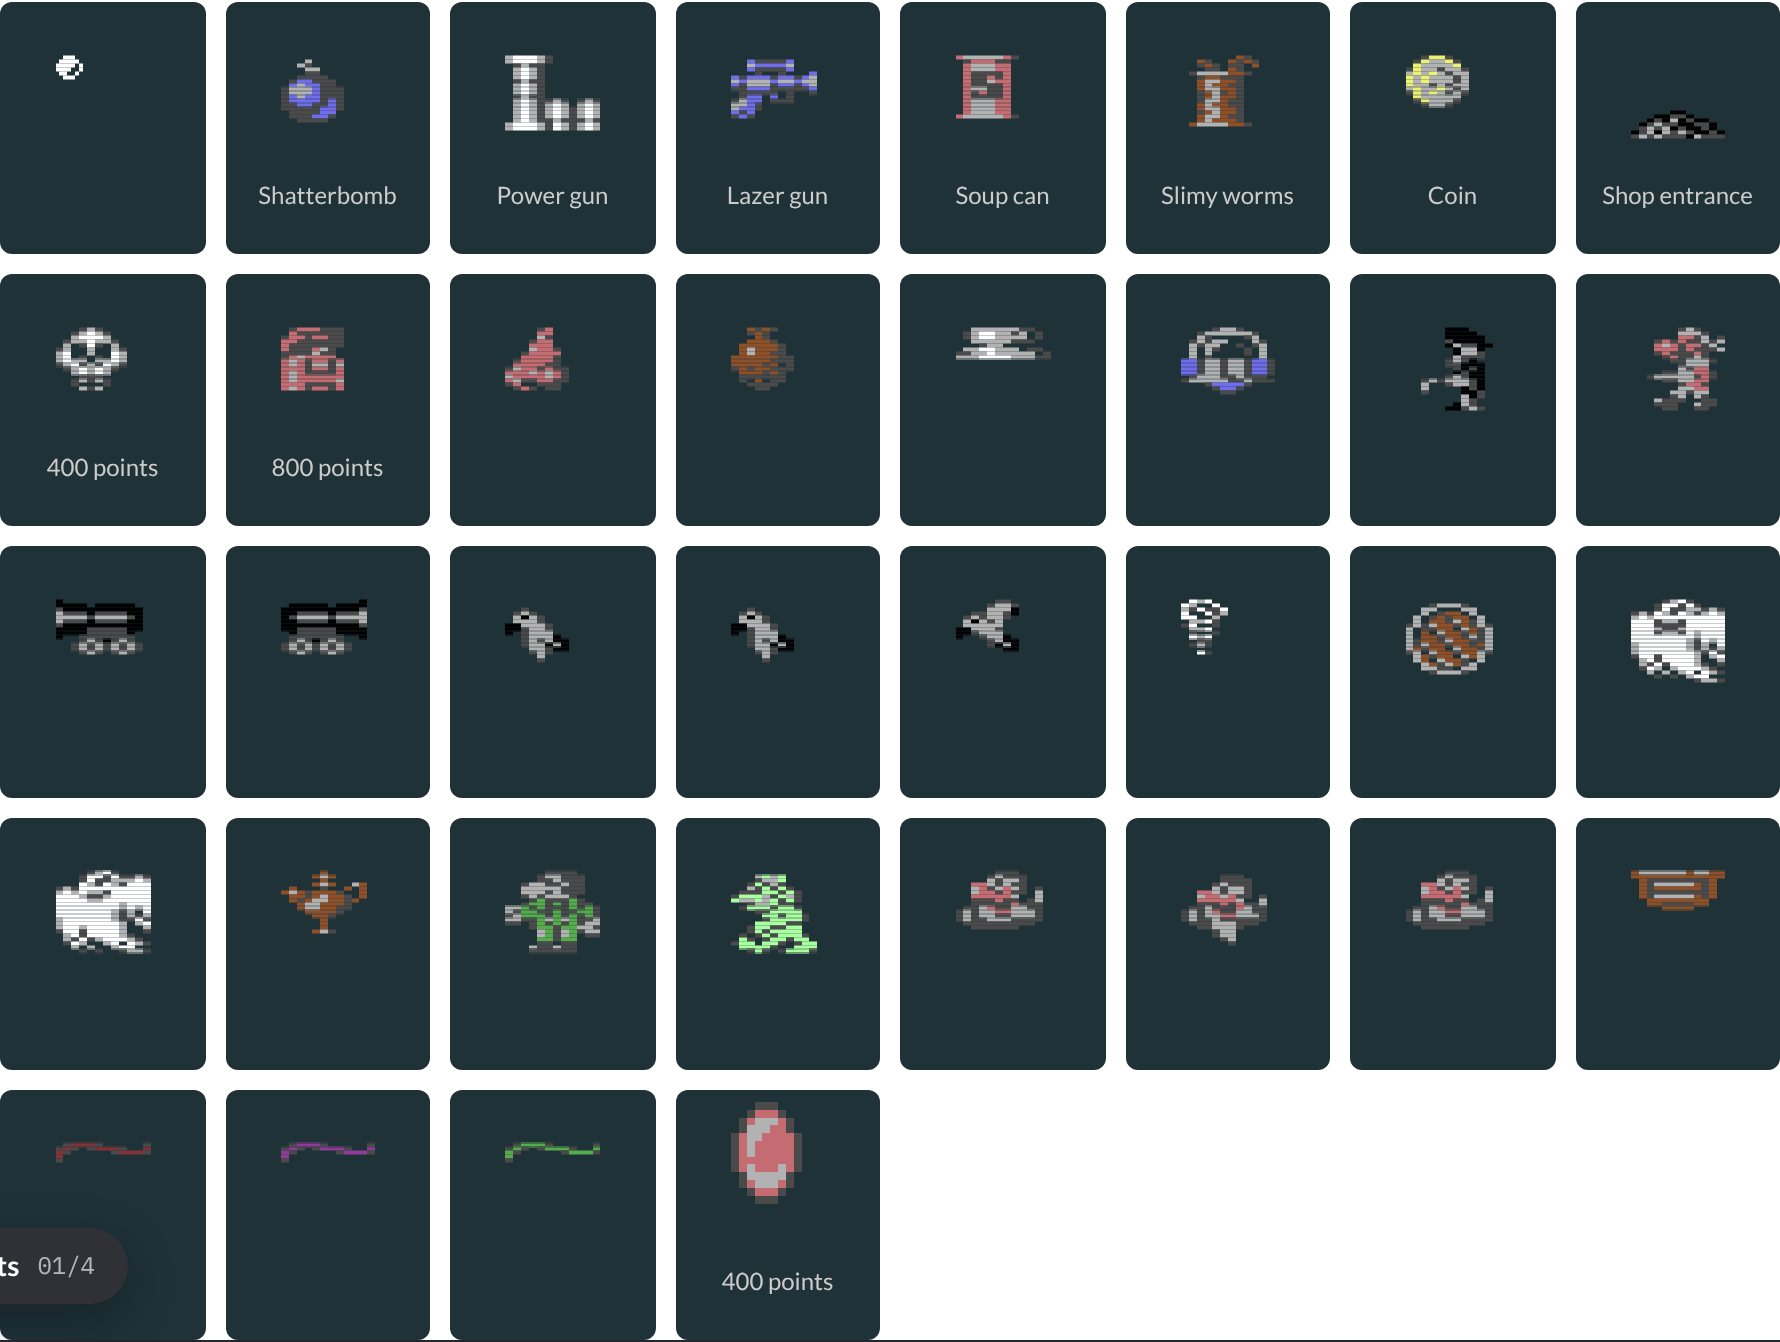 Shatterbomb
Power gun
Lazer gun
Soup can
Slimy worms
Coin
Shop entrance
400 points
800 points
ts 01/4
400 points